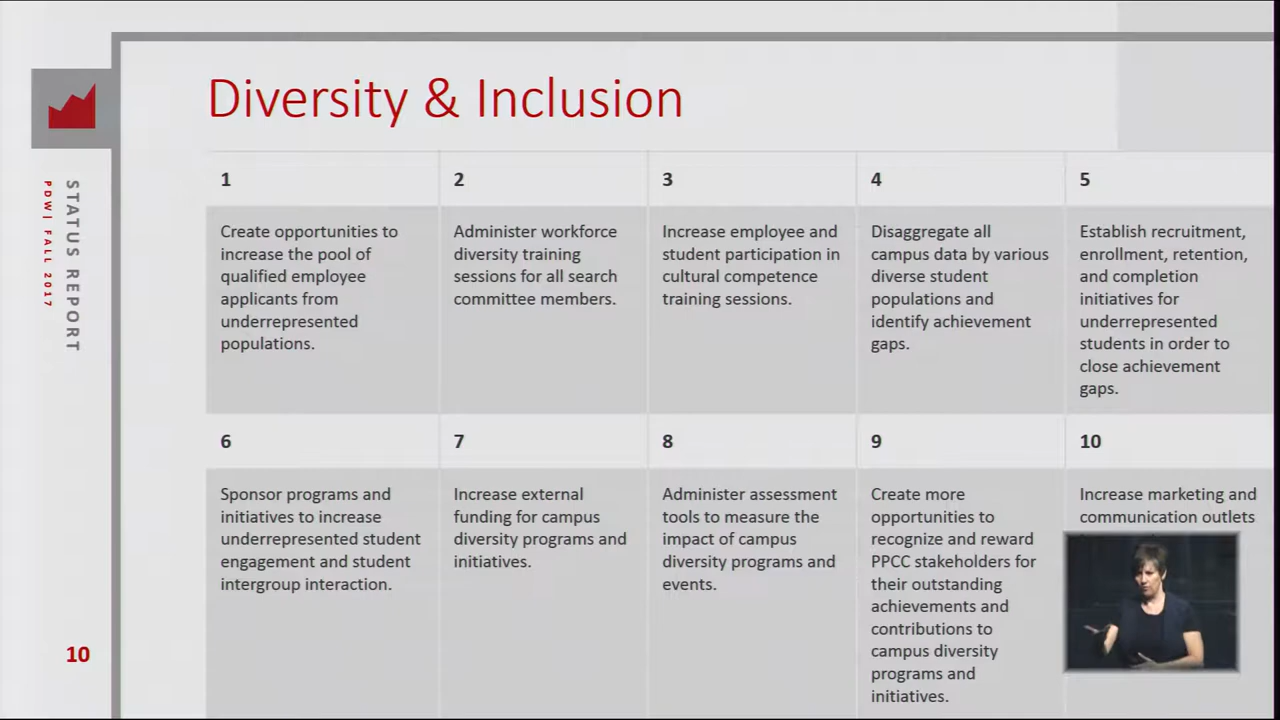 Diversity & Inclusion
STATUS REPORT
PDW| FALL 2017
1
Create opportunities to
increase the pool of
qualified employee
applicants from
underrepresented
populations.
2
Administer workforce
diversity training
sessions for all search
committee members.
3
Increase employee and
student participation in
cultural competence
training sessions.
4
Disaggregate all
campus data by various
diverse student
populations and
identify achievement
gaps.
5
Establish recruitment,
enrollment, retention,
and completion
initiatives for
underrepresented
students in order to
close achievement
gaps.
6
Sponsor programs and
initiatives to increase
underrepresented student
engagement and student
intergroup interaction.
7
Increase external
funding for campus
diversity programs and
initiatives.
8
Administer assessment
tools to measure the
impact of campus
diversity programs and
events.
9
Create more
opportunities to
recognize and reward
PPCC stakeholders for
their outstanding
achievements and
contributions to
campus diversity
programs and
initiatives.
10
Increase marketing and
communication outlets
10